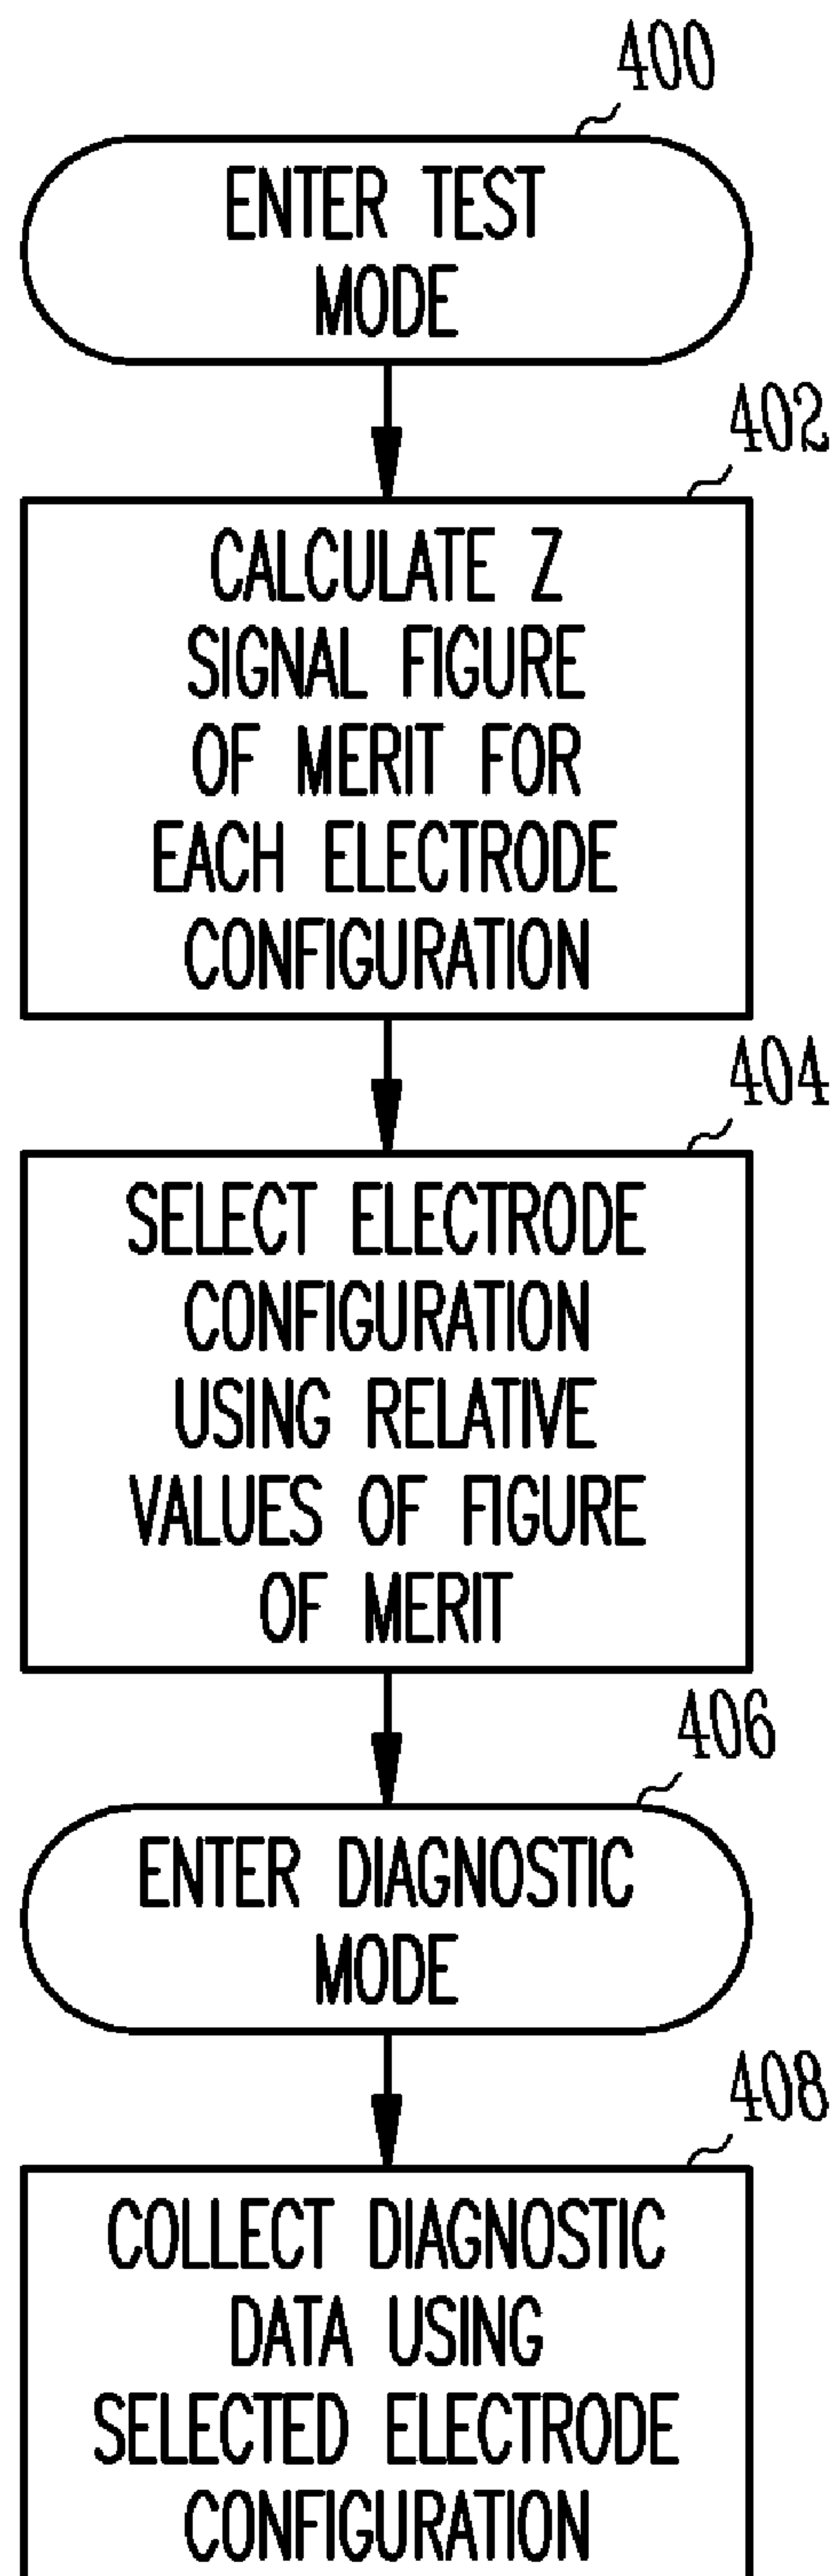 400
ENTER TEST
MODE
402
CALCULATE Z
SIGNAL FIGURE
OF MERIT FOR
EACH ELECTRODE
CONFIGURATION
404
SELECT ELECTRODE
CONFIGURATION
USING RELATIVE
VALUES OF FIGURE
OF MERIT
406
ENTER DIAGNOSTIC
MODE
408
COLLECT DIAGNOSTIC
DATA USING
SELECTED ELECTRODE
CONFIGURATION